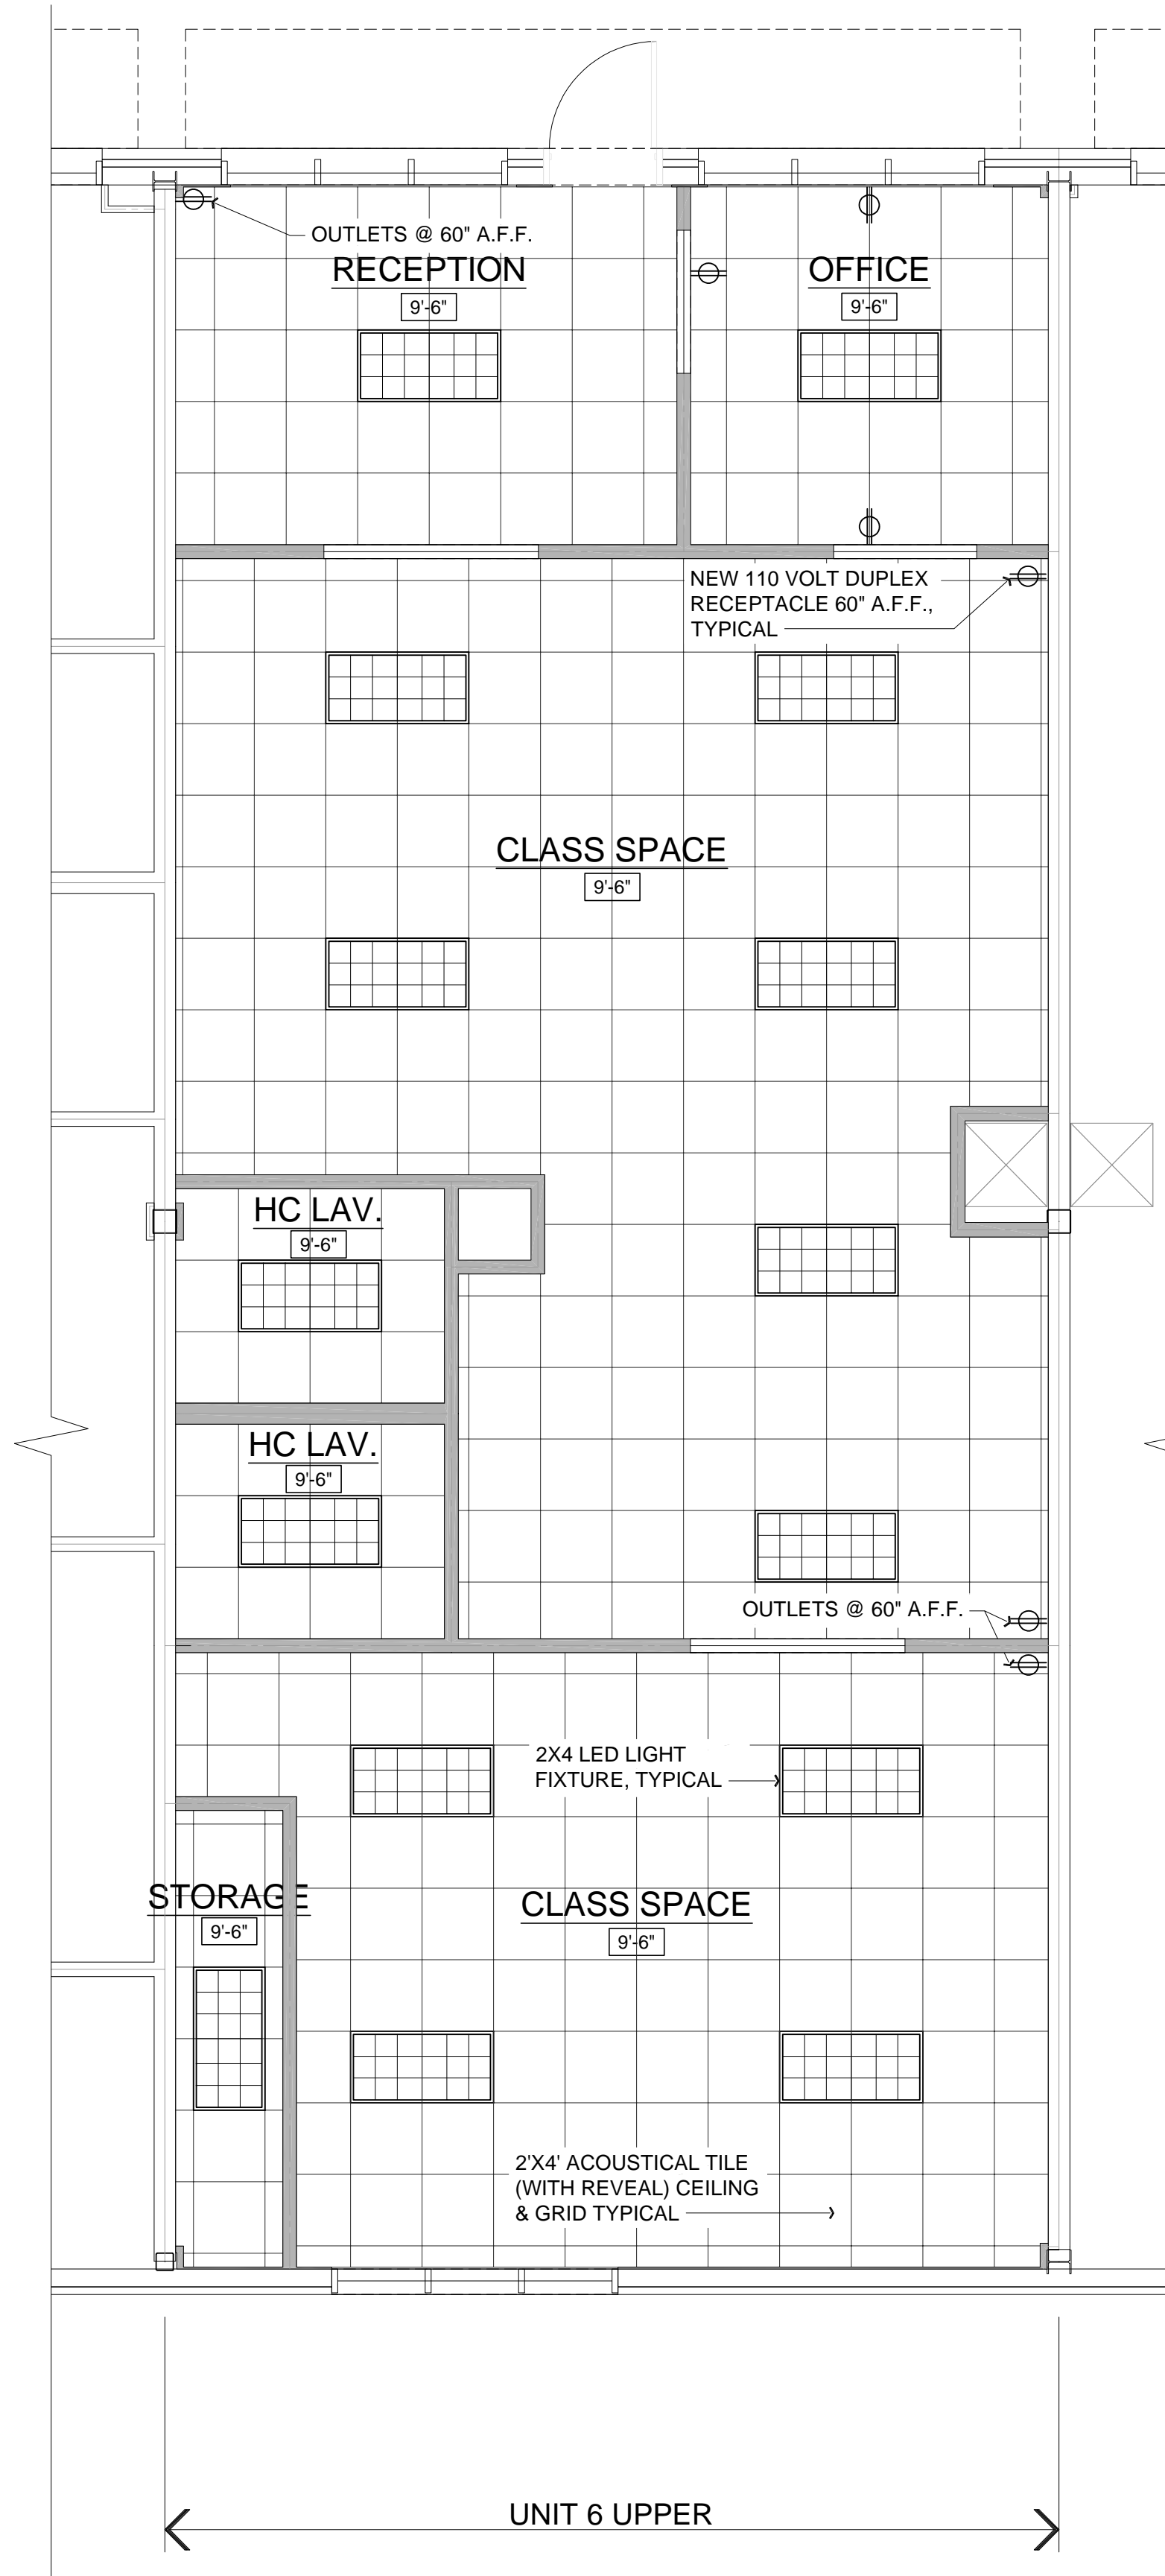 OUTLETS @ 60" A.F.F.
RECEPTION
9'-6"
OFFICE
9'-6"
NEW 110 VOLT DUPLEX
RECEPTACLE 60" A.F.F.,
TYPICAL
CLASS SPACE
9'-6"
HC LAV.
9'-6"
HC LAV.
9'-6"
OUTLETS @ 60" A.F.F.
2X4 LED LIGHT
FIXTURE, TYPICAL
STORAGE
9'-6"
CLASS SPACE
9'-6"
2'X4' ACOUSTICAL TILE
(WITH REVEAL) CEILING
& GRID TYPICAL
UNIT 6 UPPER